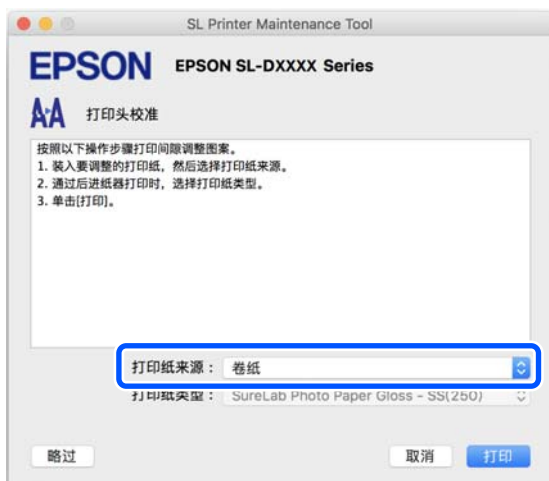 SL Printer Maintenance Tool
EPSON EPSON SL-DXXXX Series
打印头校准
按照以下操作步骤打印间隙调整图案。
1. 装入要调整的打印纸，然后选择打印纸来源。
2. 通过后进纸器打印时，选择打印纸类型。
3. 单击[打印]。
打印纸来源： 卷纸
打印纸类型： SureLab Photo Paper Gloss - SS(250)
略过 取消 打印